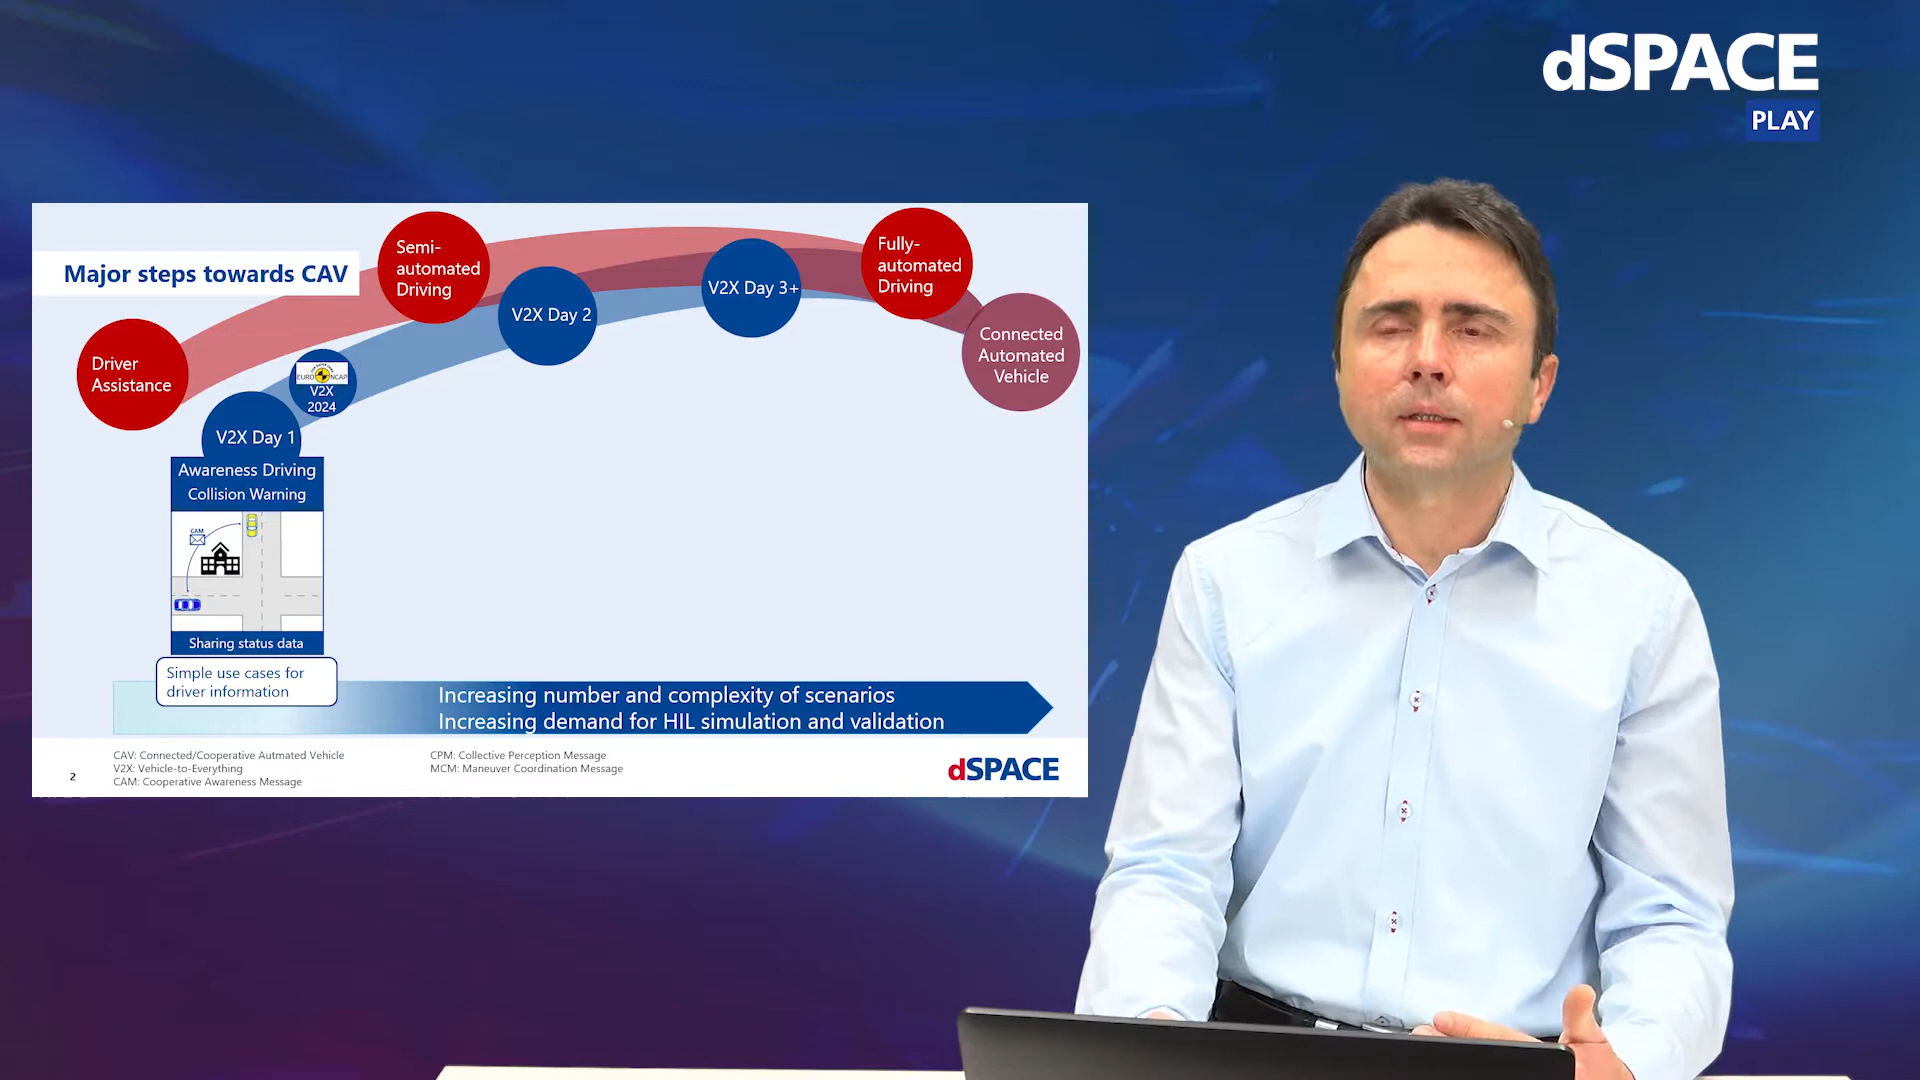 dSPACE
PLAY
Major steps towards CAV
Driver
Assistance
Semi-
automated
Driving
Fully-
automated
Driving
Connected
Automated
Vehicle
V2X Day 1
EURO NCAP
V2X
2024
V2X Day 2
V2X Day 3+
Awareness Driving
Collision Warning
CAM
Sharing status data
Simple use cases for
driver information
Increasing number and complexity of scenarios
Increasing demand for HIL simulation and validation
2
CAV: Connected/Cooperative Autmated Vehicle
V2X: Vehicle-to-Everything
CAM: Cooperative Awareness Message
CPM: Collective Perception Message
MCM: Maneuver Coordination Message
dSPACE